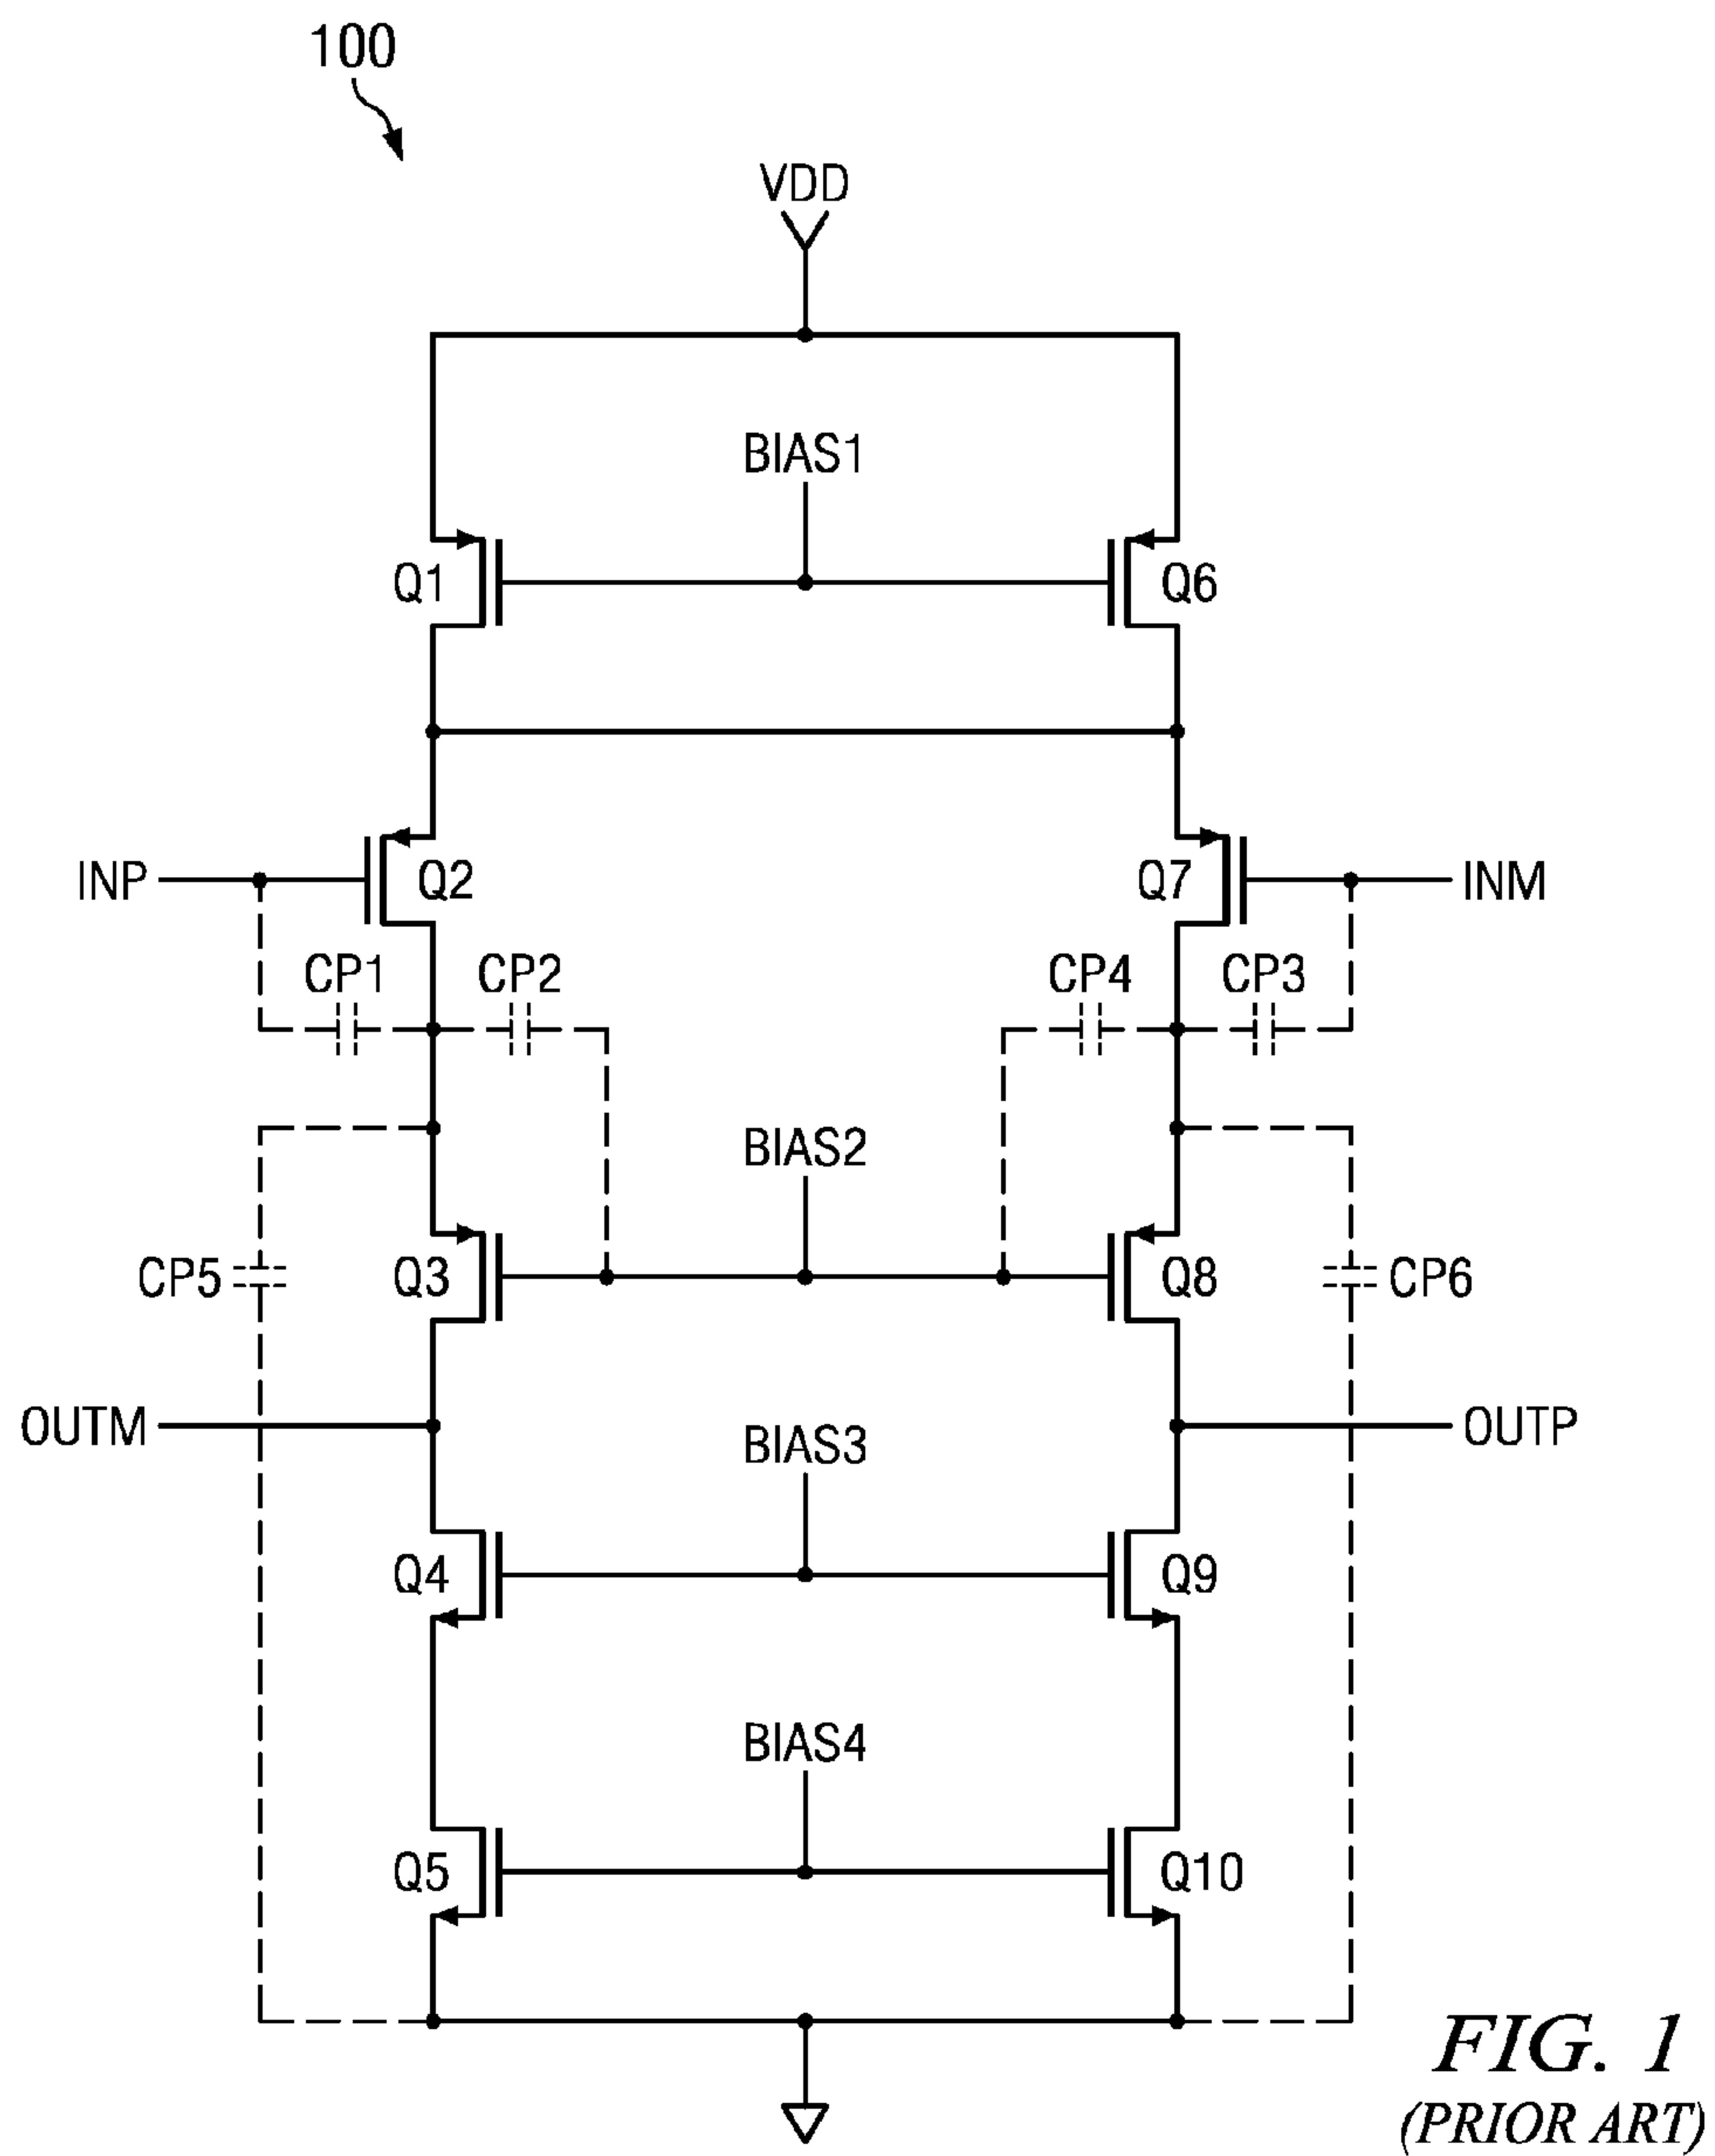 100
VDD
BIAS1
Q1
Q6
INP
Q2
Q7
INM
CP1
CP2
CP4
CP3
BIAS2
CP5
Q3
Q8
CP6
OUTM
BIAS3
OUTP
Q4
Q9
BIAS4
Q5
Q10
FIG. 1
(PRIOR ART)